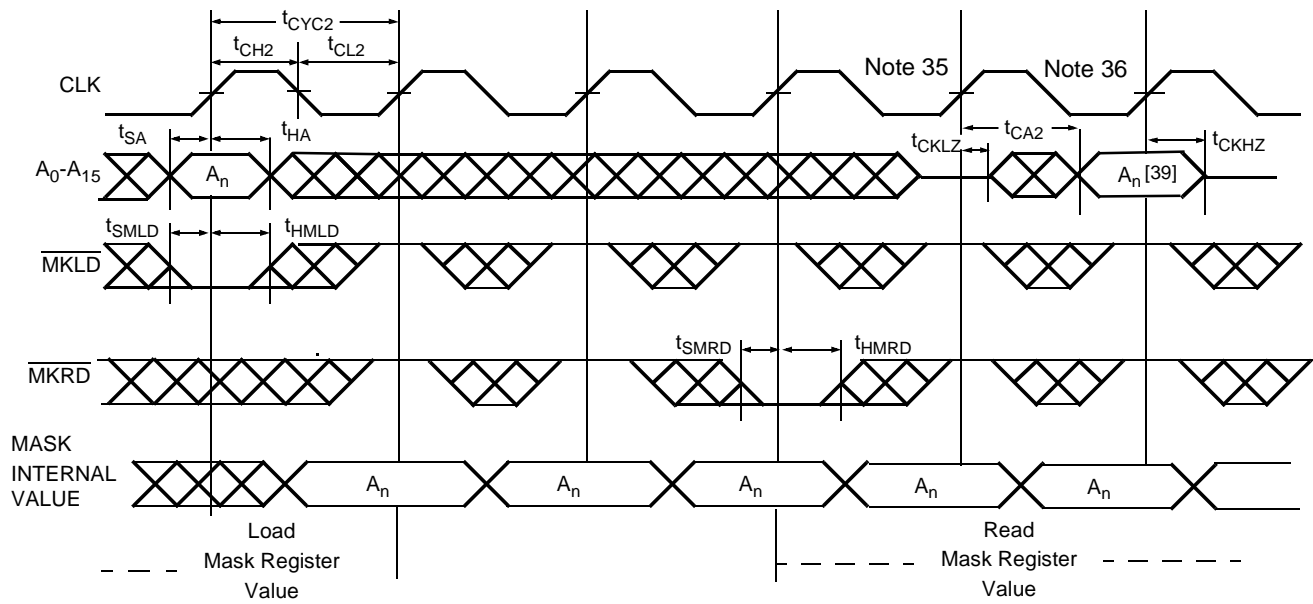 tCYC2
tCH2
tCL2
CLK
Note 35
Note 36
tSA
tHA
tCKLZ
tCA2
tCKHZ
A0-A15
An
An [39]
tSMLD
tHMLD
MKLD
tSMRD
tHMRD
MKRD
MASK
INTERNAL
VALUE
An
An
An
An
An
Load
Mask Register
Value
Read
Mask Register
Value